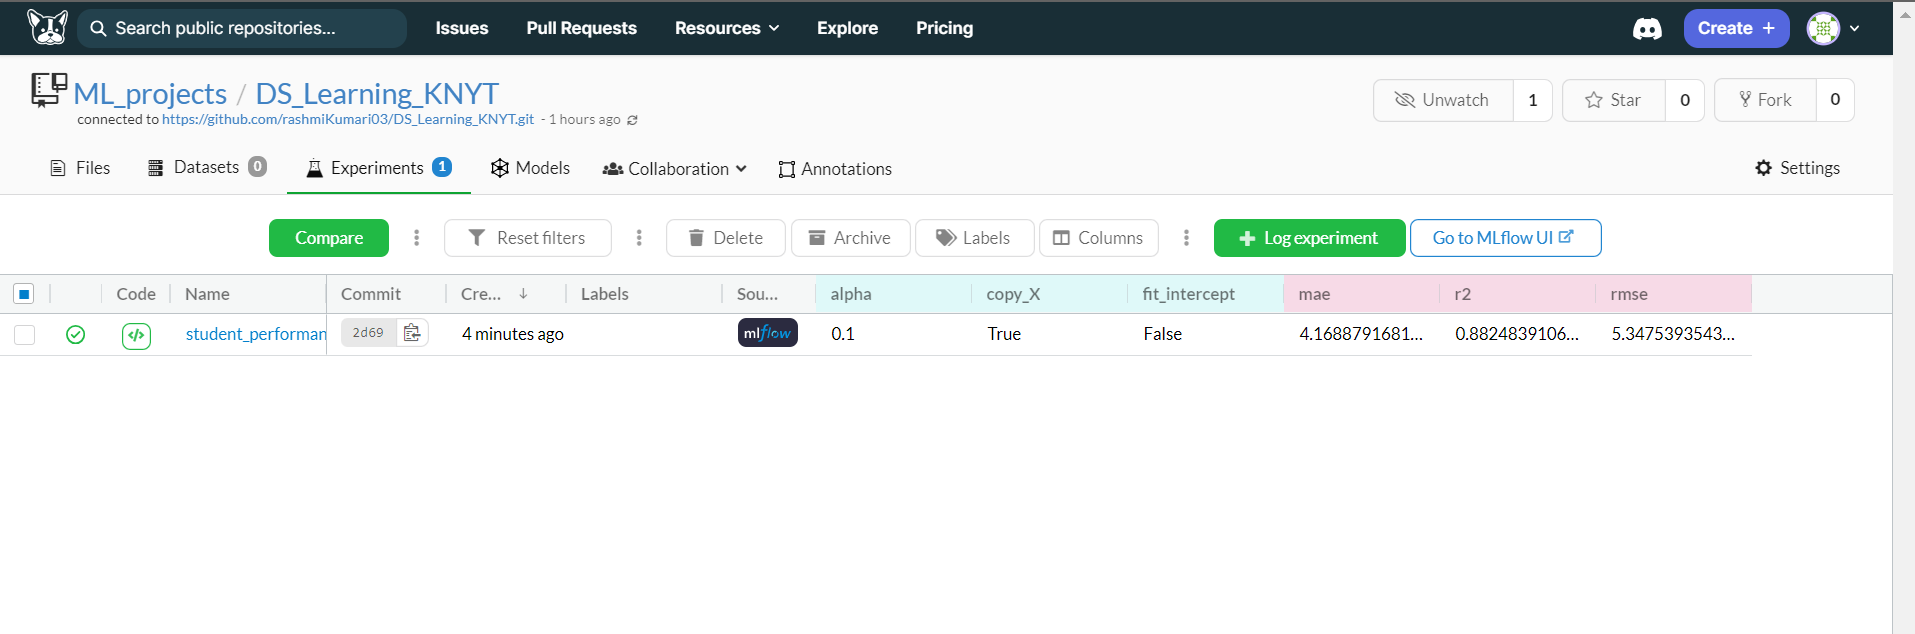 Search public repositories... Issues Pull Requests Resources Explore Pricing Create +
ML_projects / DS_Learning_KNYT
connected to https://github.com/rashmiKumari03/DS_Learning_KNYT.git - 1 hours ago
Unwatch 1 Star 0 Fork 0
Files Datasets 0 Experiments 1 Models Collaboration Annotations Settings
Compare Reset filters Delete Archive Labels Columns + Log experiment Go to MLflow UI
Code Name Commit Cre... ↓ Labels Sou... alpha copy_X fit_intercept mae r2 rmse
student_performan 2d69 4 minutes ago mlflow 0.1 True False 4.1688791681... 0.8824839106... 5.3475393543...